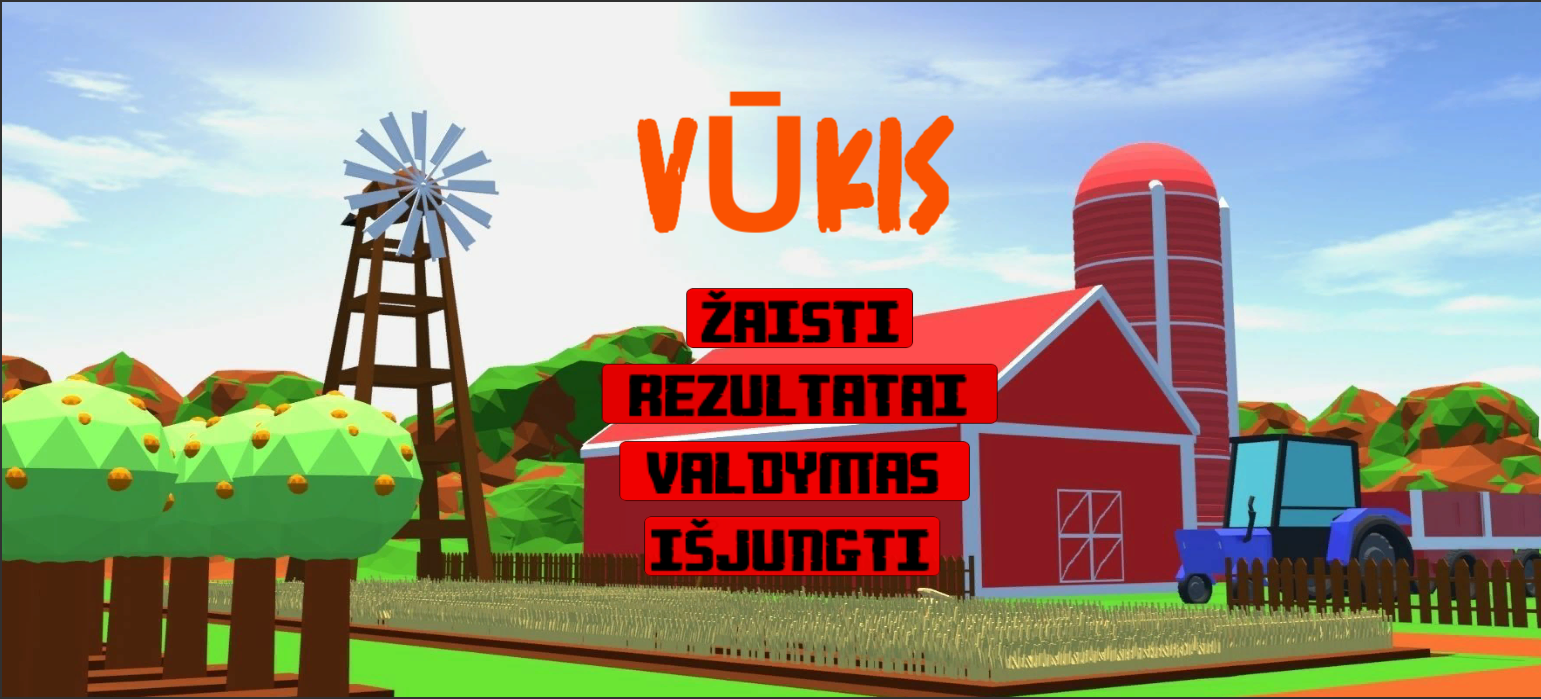 VŪKIS
ŽAISTI
REZULTATAI
VALDYMAS
IŠJUNGTI